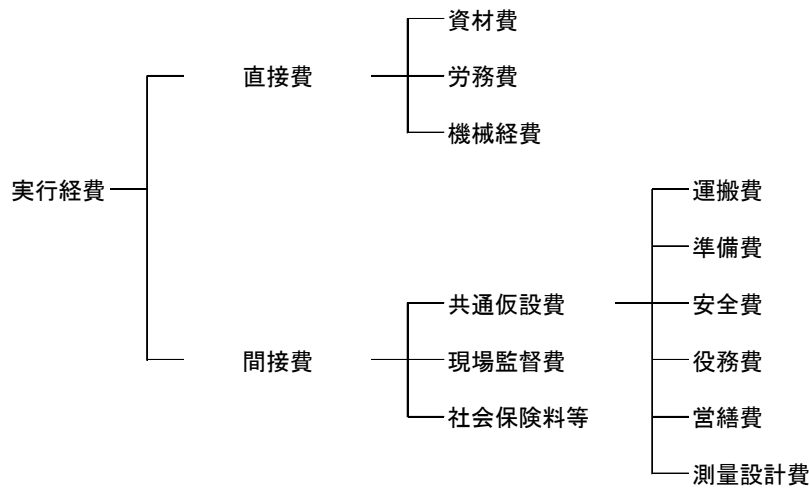 資材費
直接費
労務費
機械経費
実行経費
運搬費
準備費
共通仮設費
安全費
間接費
現場監督費
役務費
社会保険料等
営繕費
測量設計費